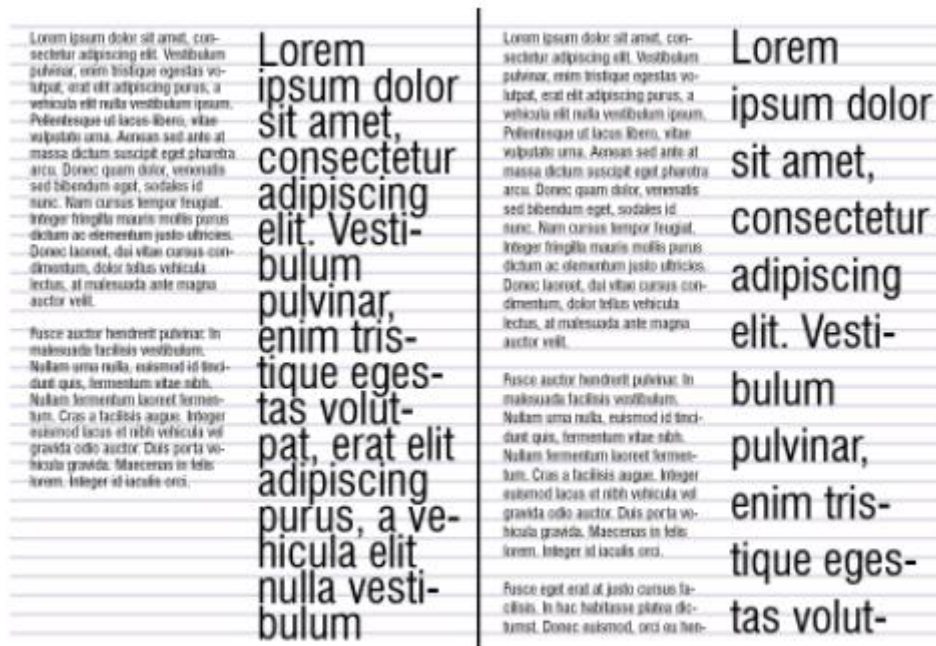 Lorem ipsum dolor sit amet, con-
sectetur adipiscing elit. Vestibulum
pulvinar, enim tristique egestas vo-
lutpat, erat elit adipiscing purus, a
vehicula elit nulla vestibulum ipsum.
Pellentesque ut lacus libero, vitae
vulputate urna. Aenean sed ante at
massa dictum suscipit eget pharetra
arcu. Donec quam dolor, venenatis
sed bibendum eget, sodales id
nunc. Nam cursus tempor feugiat.
Integer fringilla mauris mollis purus
dictum ac elementum justo ultricies.
Donec laoreet, dui vitae cursus con-
dimentum, dolor tellus vehicula
lectus, at malesuada ante magna
auctor velit.
Fusce auctor hendrerit pulvinar. In
malesuada facilisis vestibulum.
Nullam urna nulla, euismod id tinci-
dunt quis, fermentum vitae nibh.
Nullam fermentum laoreet fermen-
tum. Cras a facilisis augue. Integer
euismod lacus et nibh vehicula vel
gravida odio auctor. Duis porta ve-
hicula gravida. Maecenas in felis
lorem. Integer id iaculis orci.
Lorem
ipsum dolor
sit amet,
consectetur
adipiscing
elit. Vesti-
bulum
pulvinar,
enim tris-
tique eges-
tas volut-
pat, erat elit
adipiscing
purus, a ve-
hicula elit
nulla vesti-
bulum
Lorem ipsum dolor sit amet, con-
sectetur adipiscing elit. Vestibulum
pulvinar, enim tristique egestas vo-
lutpat, erat elit adipiscing purus, a
vehicula elit nulla vestibulum ipsum.
Pellentesque ut lacus libero, vitae
vulputate urna. Aenean sed ante at
massa dictum suscipit eget pharetra
arcu. Donec quam dolor, venenatis
sed bibendum eget, sodales id
nunc. Nam cursus tempor feugiat.
Integer fringilla mauris mollis purus
dictum ac elementum justo ultricies.
Donec laoreet, dui vitae cursus con-
dimentum, dolor tellus vehicula
lectus, at malesuada ante magna
auctor velit.
Fusce auctor hendrerit pulvinar. In
malesuada facilisis vestibulum.
Nullam urna nulla, euismod id tinci-
dunt quis, fermentum vitae nibh.
Nullam fermentum laoreet fermen-
tum. Cras a facilisis augue. Integer
euismod lacus et nibh vehicula vel
gravida odio auctor. Duis porta ve-
hicula gravida. Maecenas in felis
lorem. Integer id iaculis orci.
Fusce eget erat at justo cursus fa-
cilisis. In hac habitasse platea dic-
tumst. Donec euismod, orci eu hen-
Lorem
ipsum dolor
sit amet,
consectetur
adipiscing
elit. Vesti-
bulum
pulvinar,
enim tris-
tique eges-
tas volut-